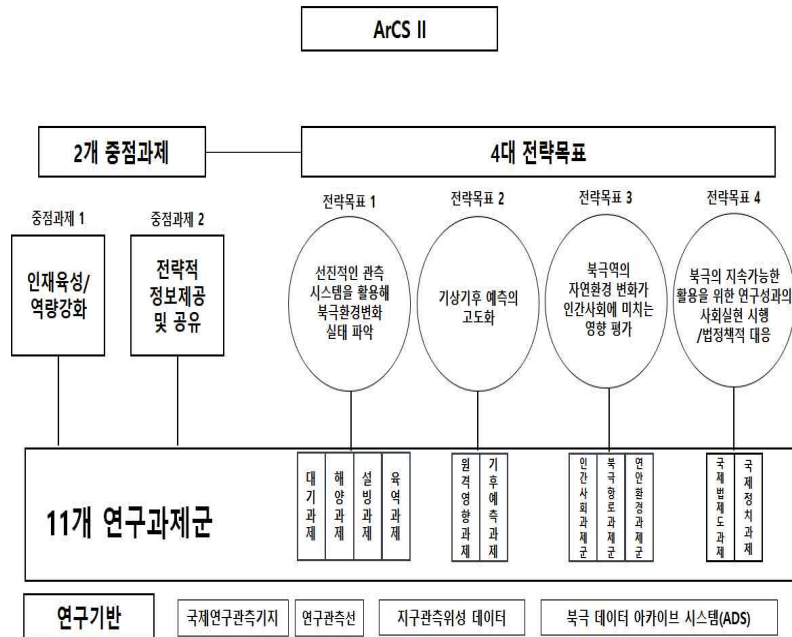 ArCS II
2개 중점과제
4대 전략목표
중점과제 1
인재육성/
역량강화
중점과제 2
전략적
정보제공
및 공유
전략목표 1
선진적인 관측
시스템을 활용해
북극환경변화
실태 파악
전략목표 2
기상기후 예측의
고도화
전략목표 3
북극역의
자연환경 변화가
인간사회에 미치는
영향 평가
전략목표 4
북극의 지속가능한
활용을 위한 연구성과의
사회실현 시행
/법정책적 대응
11개 연구과제군
대기과제
해양과제
설빙과제
육역과제
원격영향과제
기후예측과제
인간사회과제군
북극항로과제군
연안환경과제군
국제법제도과제
국제정치과제
연구기반
국제연구관측기지
연구관측선
지구관측위성 데이터
북극 데이터 아카이브 시스템(ADS)